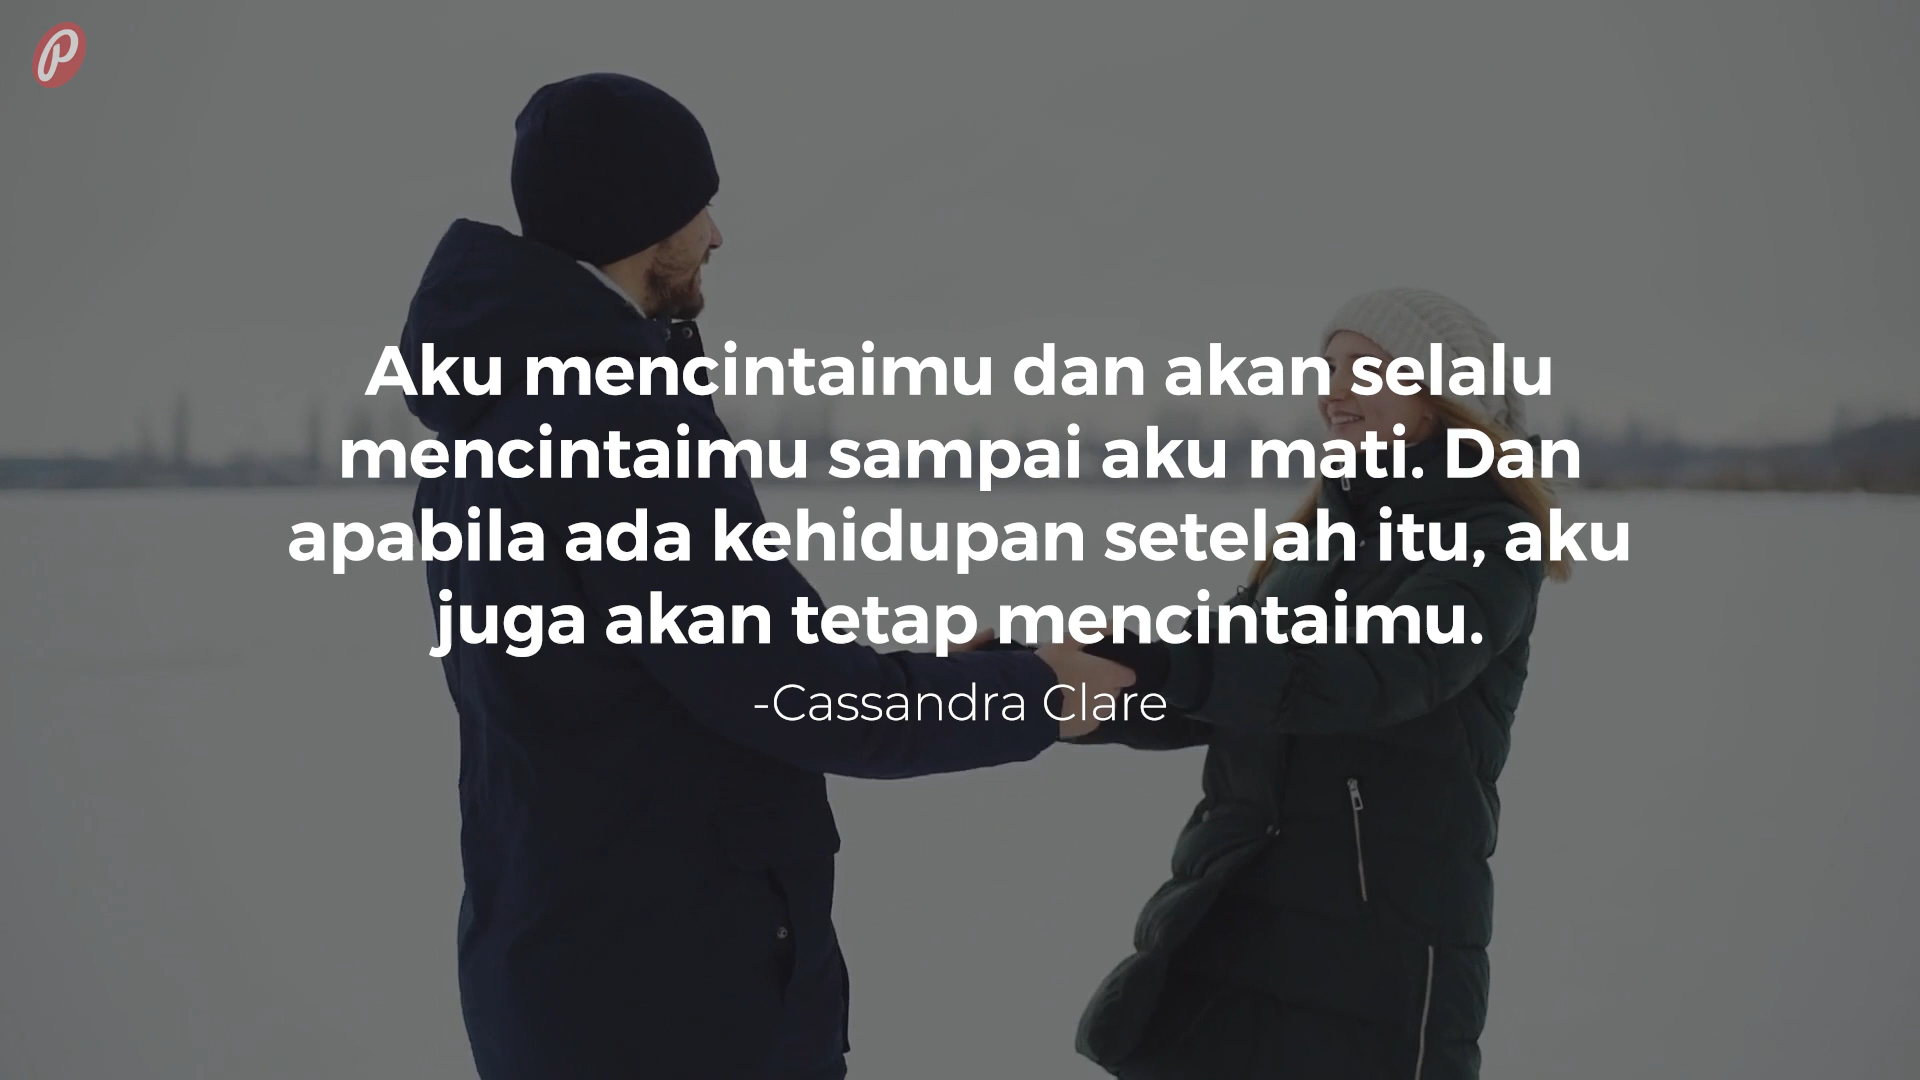 P
Aku mencintaimu dan akan selalu
mencintaimu sampai aku mati. Dan
apabila ada kehidupan setelah itu, aku
juga akan tetap mencintaimu.
-Cassandra Clare